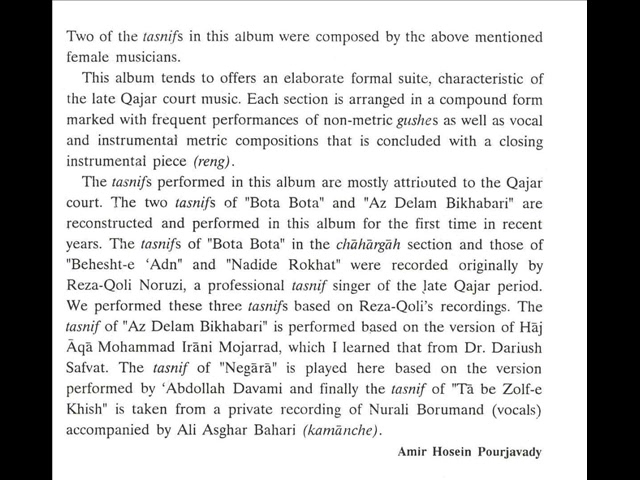 Two of the tasnifs in this album were composed by the above mentioned
female musicians.
This album tends to offers an elaborate formal suite, characteristic of
the late Qajar court music. Each section is arranged in a compound form
marked with frequent performances of non-metric gushes as well as vocal
and instrumental metric compositions that is concluded with a closing
instrumental piece (reng).
The tasnifs performed in this album are mostly attributed to the Qajar
court. The two tasnifs of "Bota Bota" and "Az Delam Bikhabari" are
reconstructed and performed in this album for the first time in recent
years. The tasnifs of "Bota Bota" in the chāhārgāh section and those of
"Behesht-e ‘Adn" and "Nadide Rokhat" were recorded originally by
Reza-Qoli Noruzi, a professional tasnif singer of the late Qajar period.
We performed these three tasnifs based on Reza-Qoli's recordings. The
tasnif of "Az Delam Bikhabari" is performed based on the version of Hāj
Āqā Mohammad Irāni Mojarrad, which I learned that from Dr. Dariush
Safvat. The tasnif of "Negārā" is played here based on the version
performed by ‘Abdollah Davami and finally the tasnif of "Tā be Zolf-e
Khish" is taken from a private recording of Nurali Borumand (vocals)
accompanied by Ali Asghar Bahari (kamānche).
Amir Hosein Pourjavady